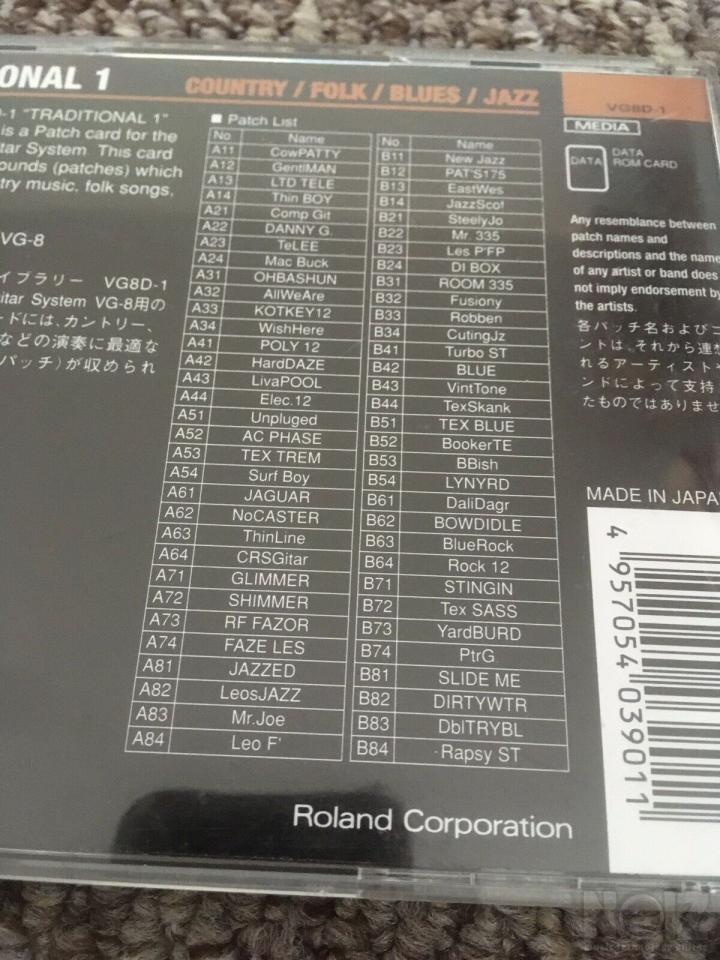 ONAL 1 COUNTRY / FOLK / BLUES / JAZZ
-1 "TRADITIONAL 1"
is a Patch card for the
tar System. This card
ounds (patches) which
try music, folk songs,
VG-8
イブラリー VG8D-1
itar System VG-8用の
ードには、カントリー、
などの演奏に最適な
パッチ)が収められ
■ Patch List
No. Name
A11 CowPATTY
A12 GentlMAN
A13 LTD TELE
A14 Thin BOY
A21 Comp Git
A22 DANNY G.
A23 TeLEE
A24 Mac Buck
A31 OHBASHUN
A32 AllWeAre
A33 KOTKEY12
A34 WishHere
A41 POLY 12
A42 HardDAZE
A43 LivaPOOL
A44 Elec.12
A51 Unpluged
A52 AC PHASE
A53 TEX TREM
A54 Surf Boy
A61 JAGUAR
A62 NoCASTER
A63 ThinLine
A64 CRSGitar
A71 GLIMMER
A72 SHIMMER
A73 RF FAZOR
A74 FAZE LES
A81 JAZZED
A82 LeosJAZZ
A83 Mr.Joe
A84 Leo F'
No. Name
B11 New Jazz
B12 PAT'S175
B13 EastWes
B14 JazzScof
B21 SteelyJo
B22 Mr. 335
B23 Les P'FP
B24 DI BOX
B31 ROOM 335
B32 Fusiony
B33 Robben
B34 CutingJz
B41 Turbo ST
B42 BLUE
B43 VintTone
B44 TexSkank
B51 TEX BLUE
B52 BookerTE
B53 BBish
B54 LYNYRD
B61 DaliDagr
B62 BOWDIDLE
B63 BlueRock
B64 Rock 12
B71 STINGIN
B72 Tex SASS
B73 YardBURD
B74 PtrG
B81 SLIDE ME
B82 DIRTYWTR
B83 DblTRYBL
B84 Rapsy ST
VG8D-1
MEDIA
DATA
DATA
ROM CARD
Any resemblance between
patch names and
descriptions and the name
of any artist or band does
not imply endorsement by
the artists.
各パッチ名および
ントは、それから連想
れるアーティストや
ンドによって支持
たものではありませ
MADE IN JAPA
4 957054 039011
Roland Corporation